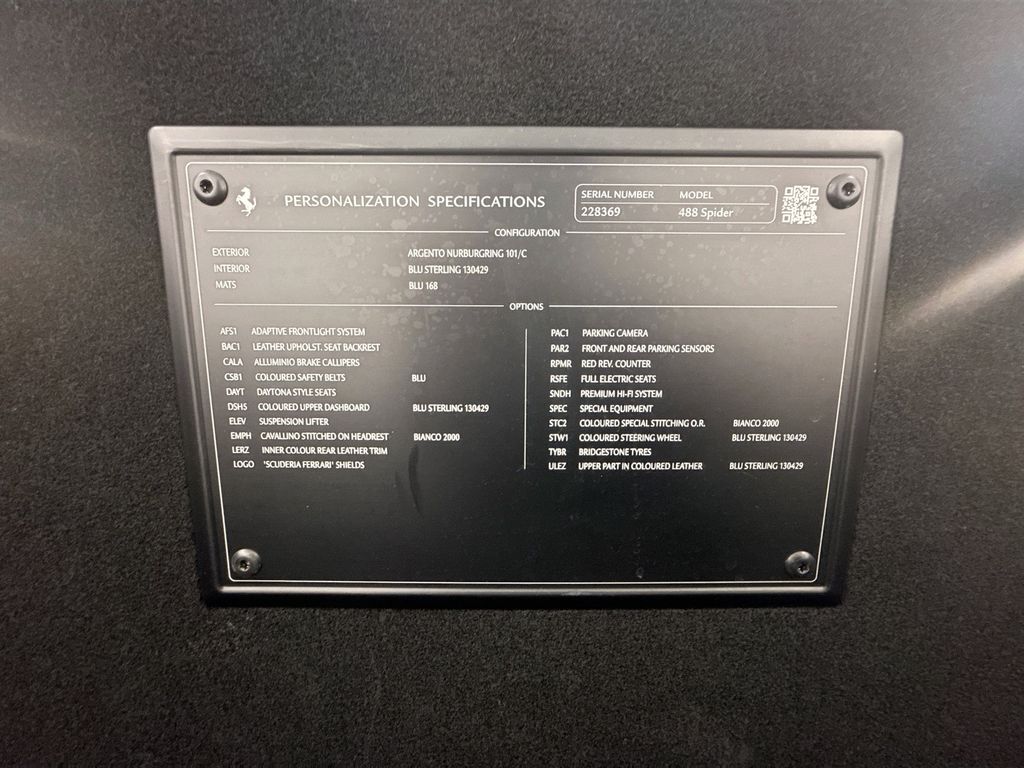 PERSONALIZATION SPECIFICATIONS
SERIAL NUMBER MODEL
228369 488 Spider
CONFIGURATION
EXTERIOR ARGENTO NURBURGRING 101/C
INTERIOR BLU STERLING 130429
MATS BLU 168
OPTIONS
AFS1 ADAPTIVE FRONTLIGHT SYSTEM
BAC1 LEATHER UPHOLST. SEAT BACKREST
CALA ALLUMINIO BRAKE CALLIPERS
CSB1 COLOURED SAFETY BELTS BLU
DAYT DAYTONA STYLE SEATS
DSH5 COLOURED UPPER DASHBOARD BLU STERLING 130429
ELEV SUSPENSION LIFTER
EMPH CAVALLINO STITCHED ON HEADREST BIANCO 2000
LERZ INNER COLOUR REAR LEATHER TRIM
LOGO 'SCUDERIA FERRARI' SHIELDS
PAC1 PARKING CAMERA
PAR2 FRONT AND REAR PARKING SENSORS
RPMR RED REV. COUNTER
RSFE FULL ELECTRIC SEATS
SNDH PREMIUM HI-FI SYSTEM
SPEC SPECIAL EQUIPMENT
STC2 COLOURED SPECIAL STITCHING O.R. BIANCO 2000
STW1 COLOURED STEERING WHEEL BLU STERLING 130429
TYBR BRIDGESTONE TYRES
ULEZ UPPER PART IN COLOURED LEATHER BLU STERLING 130429